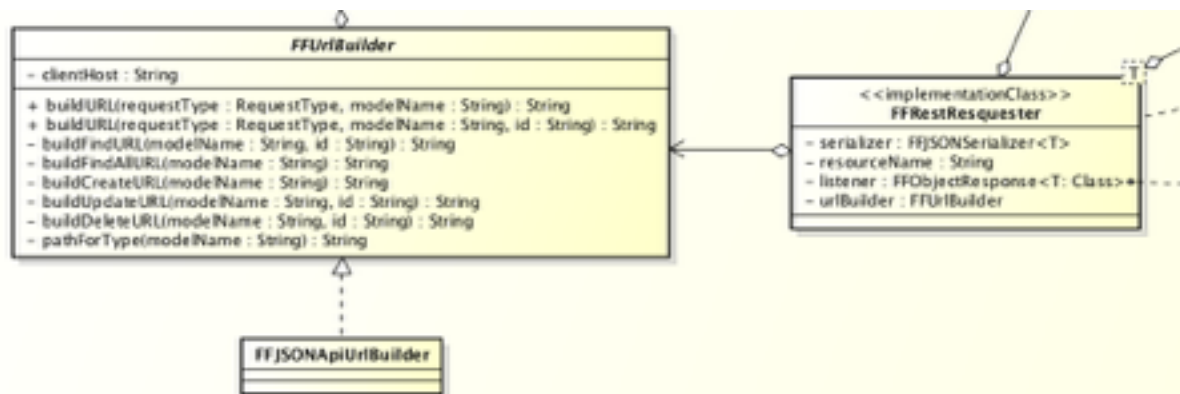 FFUrlBuilder
- clientHost : String
+ buildURL(requestType : RequestType, modelName : String) : String
+ buildURL(requestType : RequestType, modelName : String, id : String) : String
- buildFindURL(modelName : String, id : String) : String
- buildFindAllURL(modelName : String) : String
- buildCreateURL(modelName : String) : String
- buildUpdateURL(modelName : String, id : String) : String
- buildDeleteURL(modelName : String, id : String) : String
- pathForType(modelName : String) : String
T
<<implementationClass>>
FFRestResquester
- serializer : FFJSONSerializer<T>
- resourceName : String
- listener : FFObjectResponse<T: Class>
- urlBuilder : FFUrlBuilder
FFJSONApiUrlBuilder